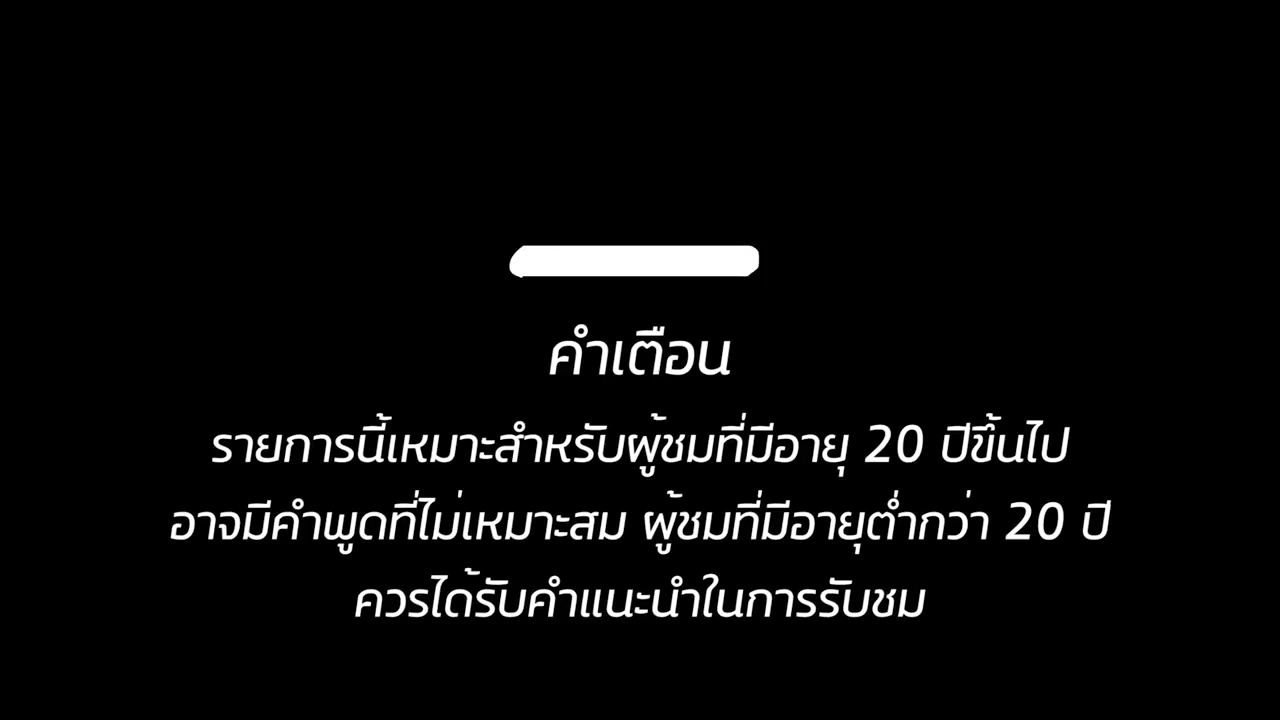 คำเตือน
รายการนี้เหมาะสำหรับผู้ชมที่มีอายุ 20 ปีขึ้นไป
อาจมีคำพูดที่ไม่เหมาะสม ผู้ชมที่มีอายุต่ำกว่า 20 ปี
ควรได้รับคำแนะนำในการรับชม